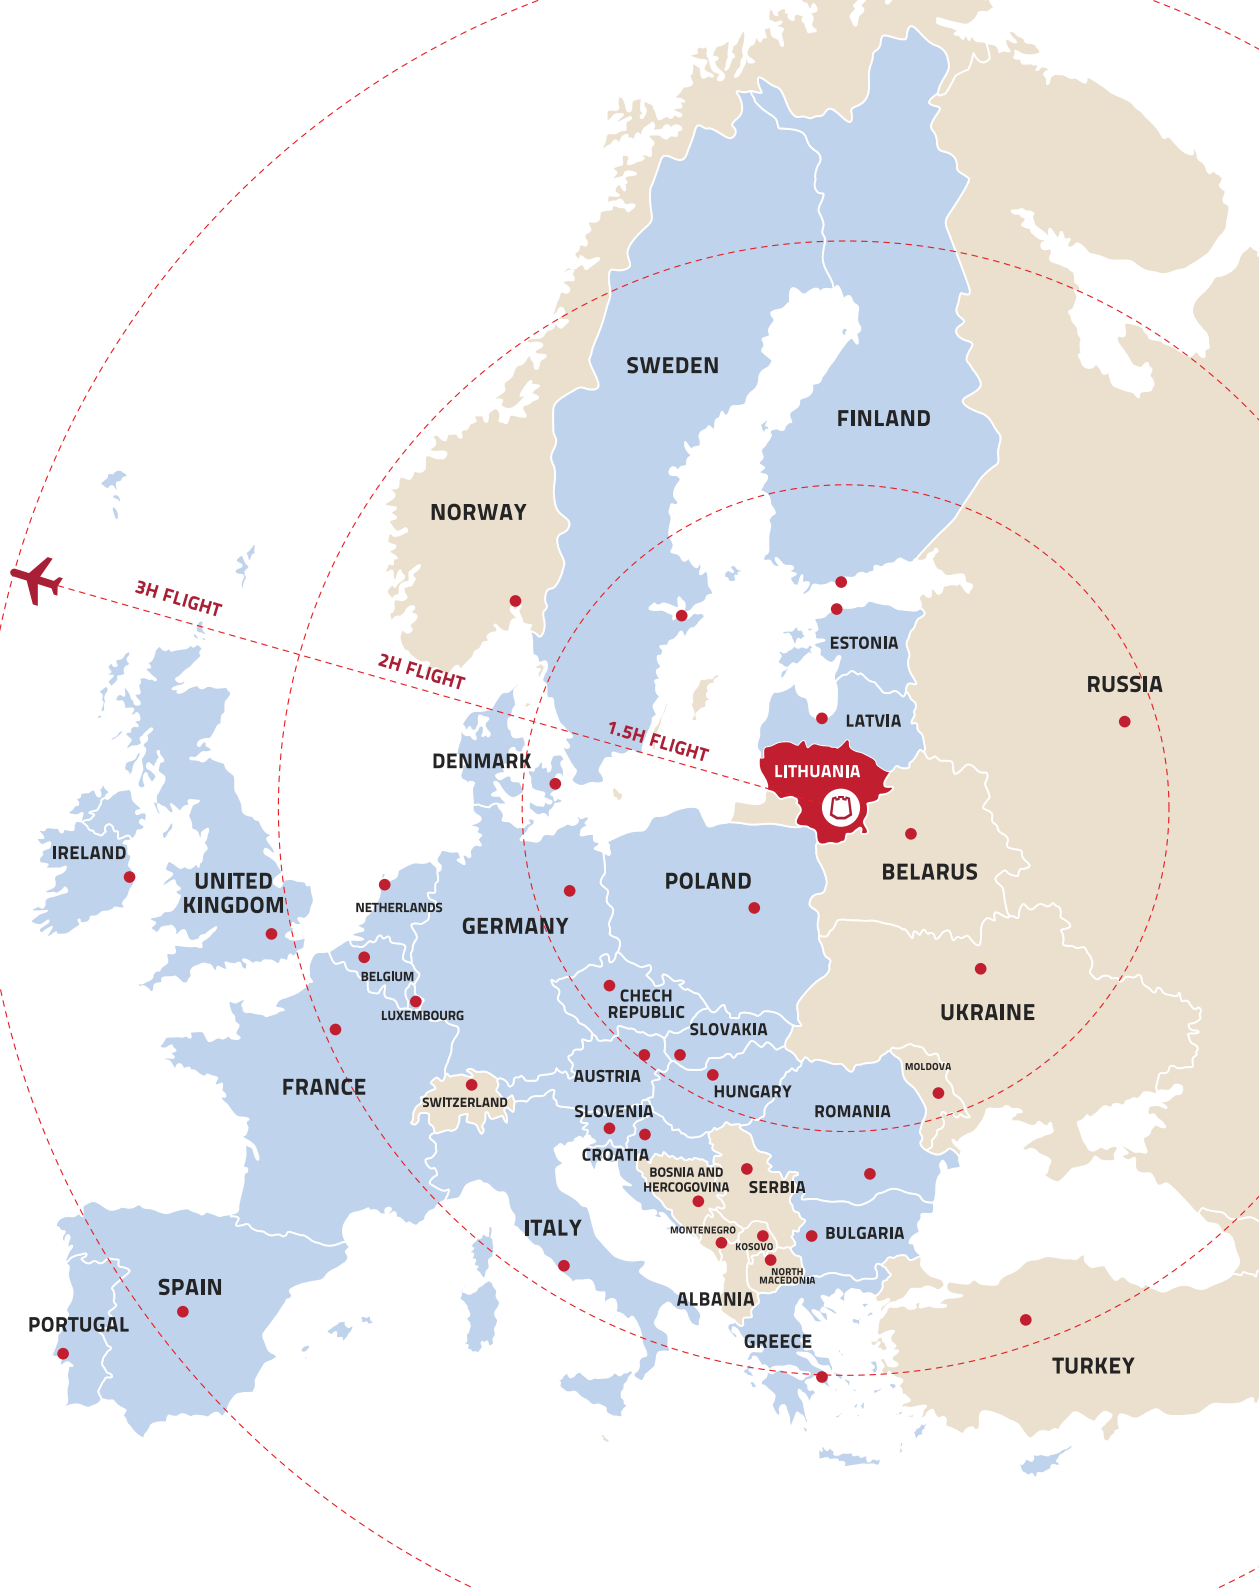 SWEDEN
FINLAND
NORWAY
3H FLIGHT
2H FLIGHT
1.5H FLIGHT
ESTONIA
RUSSIA
LATVIA
DENMARK
LITHUANIA
IRELAND
UNITED
KINGDOM
NETHERLANDS
GERMANY
POLAND
BELARUS
BELGIUM
LUXEMBOURG
CHECH
REPUBLIC
SLOVAKIA
UKRAINE
FRANCE
SWITZERLAND
AUSTRIA
HUNGARY
MOLDOVA
SLOVENIA
ROMANIA
CROATIA
BOSNIA AND
HERCOGOVINA
SERBIA
ITALY
MONTENEGRO
KOSOVO
BULGARIA
NORTH
MACEDONIA
SPAIN
ALBANIA
PORTUGAL
GREECE
TURKEY